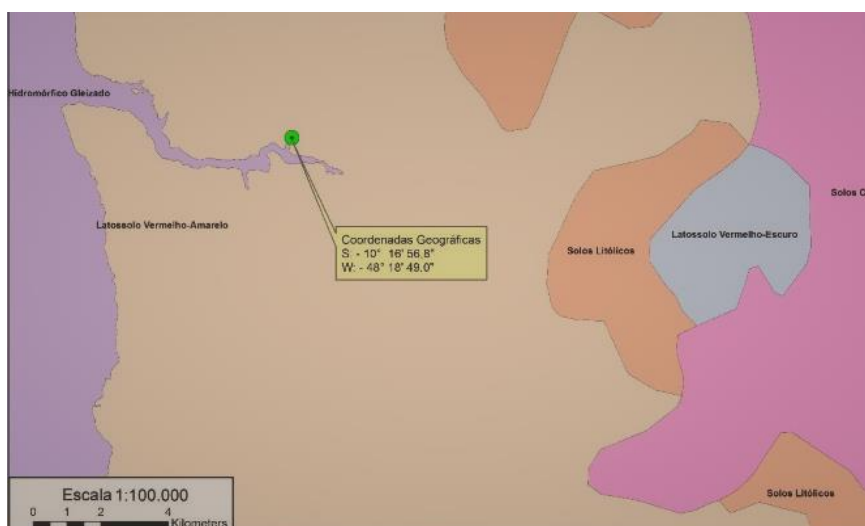 Hidromórfico Gleizado
Latossolo Vermelho-Amarelo
Coordenadas Geográficas
S: - 10° 16' 56,8"
W: - 48° 18' 49.0"
Solos Litólicos
Latossolo Vermelho-Escuro
Solos C
Solos Litólicos
Escala 1:100.000
0 1 2 4
Kilometers